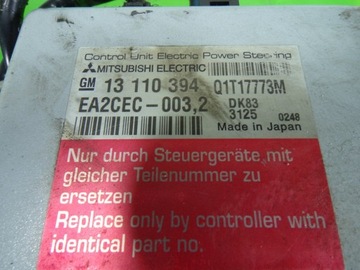 Control Unit Electric Power Steering
MITSUBISHI ELECTRIC
GM 13 110 394 Q1T17773M
EA2CEC-003,2 DK83
3125 0248
Made in Japan
Nur durch Steuergeräte mit
gleicher Teilenummer zu
ersetzen
Replace only by controller with
identical part no.